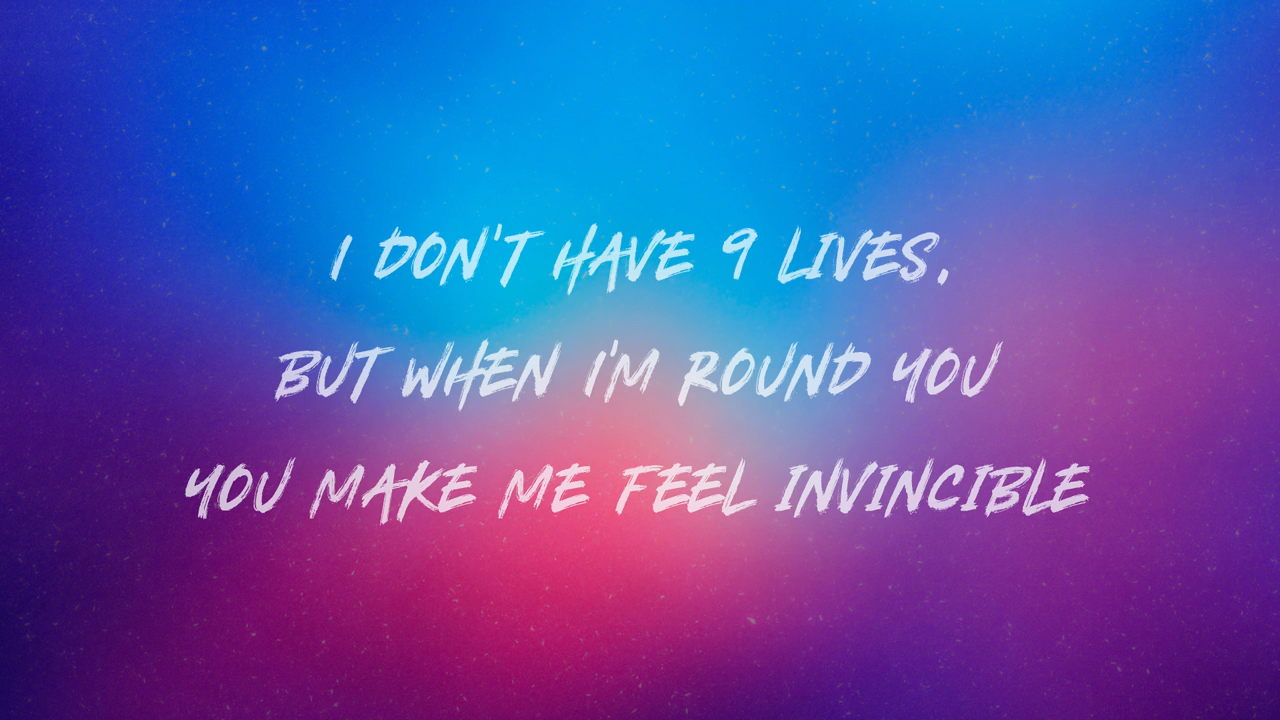 I DON'T HAVE 9 LIVES,
BUT WHEN I'M ROUND YOU
YOU MAKE ME FEEL INVINCIBLE